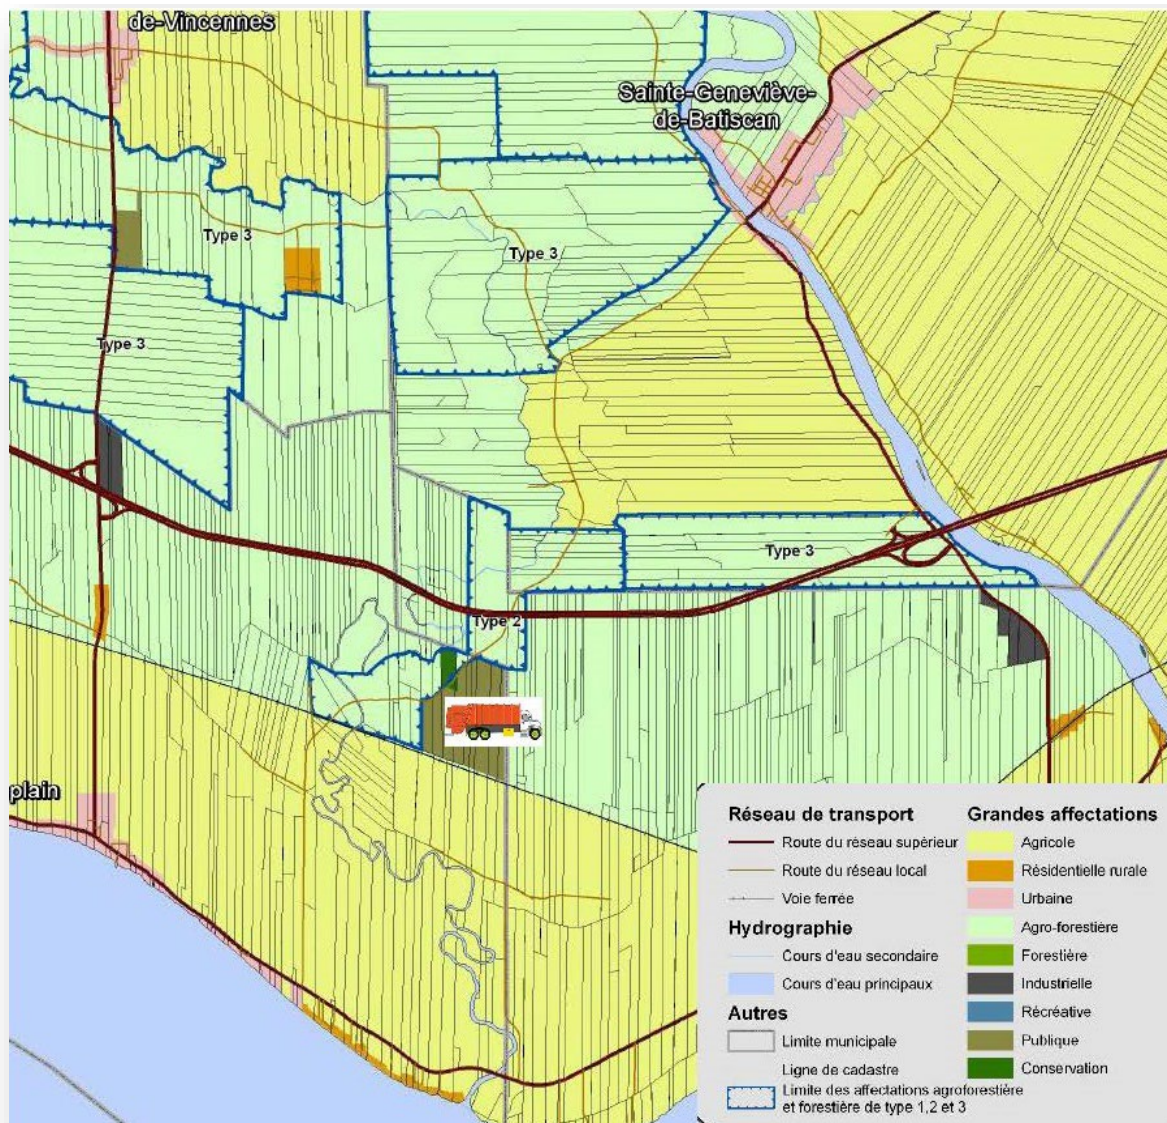 de-Vincennes
Sainte-Geneviève-
de-Batiscan
Type 3
Type 3
Type 3
Type 3
Type 2
plain
Réseau de transport
Route du réseau supérieur
Route du réseau local
Voie ferrée
Hydrographie
Cours d'eau secondaire
Cours d'eau principaux
Autres
Limite municipale
Ligne de cadastre
Limite des affectations agroforestière
et forestière de type 1,2 et 3
Grandes affectations
Agricole
Résidentielle rurale
Urbaine
Agro-forestière
Forestière
Industrielle
Récréative
Publique
Conservation